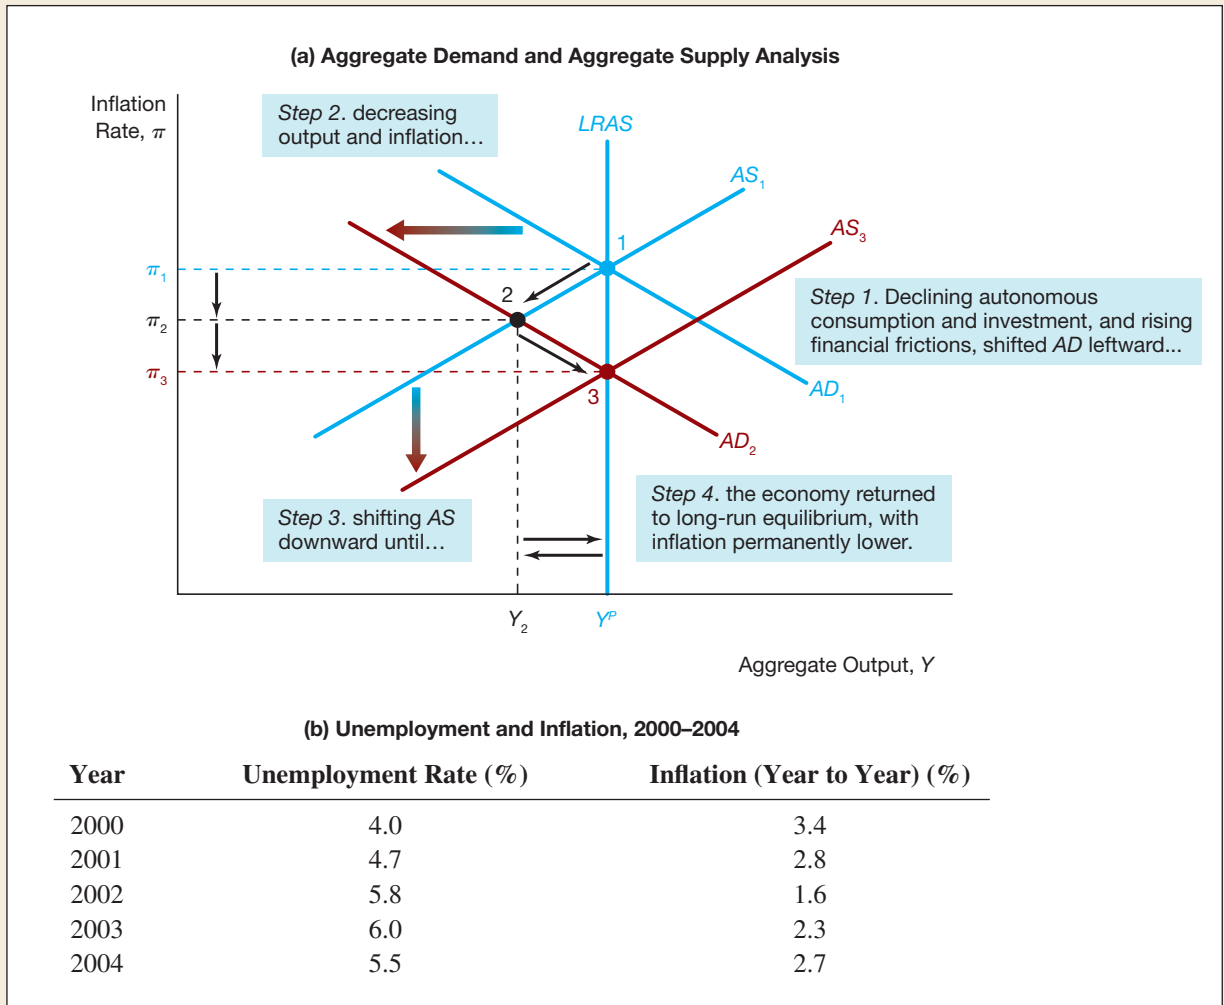 (a) Aggregate Demand and Aggregate Supply Analysis
Inflation
Rate, π
Step 2. decreasing
output and inflation…
LRAS
AS₁
AS₃
1
π₁
2
π₂
Step 1. Declining autonomous
consumption and investment, and rising
financial frictions, shifted AD leftward...
π₃
3
AD₁
AD₂
Step 3. shifting AS
downward until…
Step 4. the economy returned
to long-run equilibrium, with
inflation permanently lower.
Y₂
Yᴾ
Aggregate Output, Y
(b) Unemployment and Inflation, 2000–2004
Year Unemployment Rate (%) Inflation (Year to Year) (%)
2000 4.0 3.4
2001 4.7 2.8
2002 5.8 1.6
2003 6.0 2.3
2004 5.5 2.7